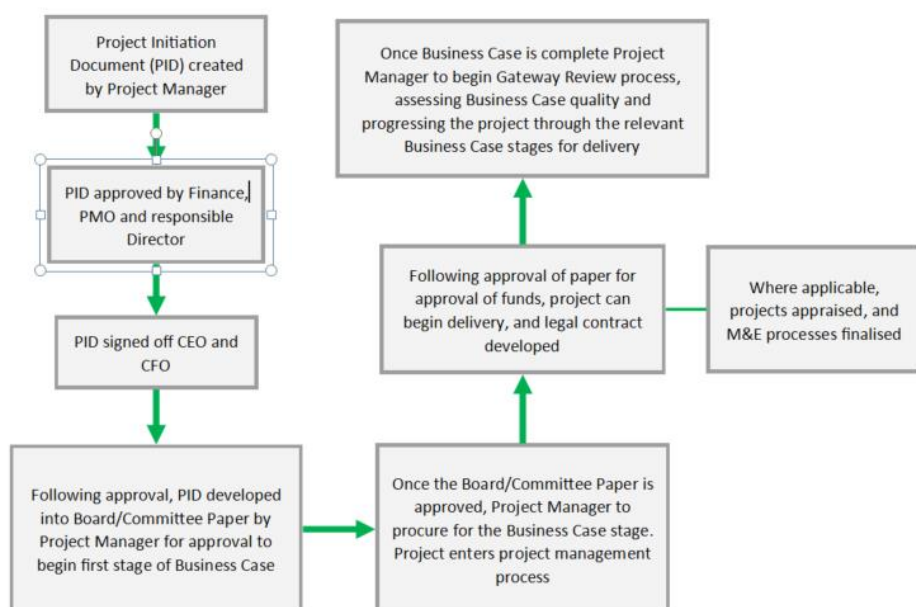 Project Initiation
Document (PID) created
by Project Manager
PID approved by Finance,
PMO and responsible
Director
PID signed off CEO and
CFO
Following approval, PID developed
into Board/Committee Paper by
Project Manager for approval to
begin first stage of Business Case
Once the Board/Committee Paper is
approved, Project Manager to
procure for the Business Case stage.
Project enters project management
process
Following approval of paper for
approval of funds, project can
begin delivery, and legal contract
developed
Where applicable,
projects appraised, and
M&E processes finalised
Once Business Case is complete Project
Manager to begin Gateway Review process,
assessing Business Case quality and
progressing the project through the relevant
Business Case stages for delivery